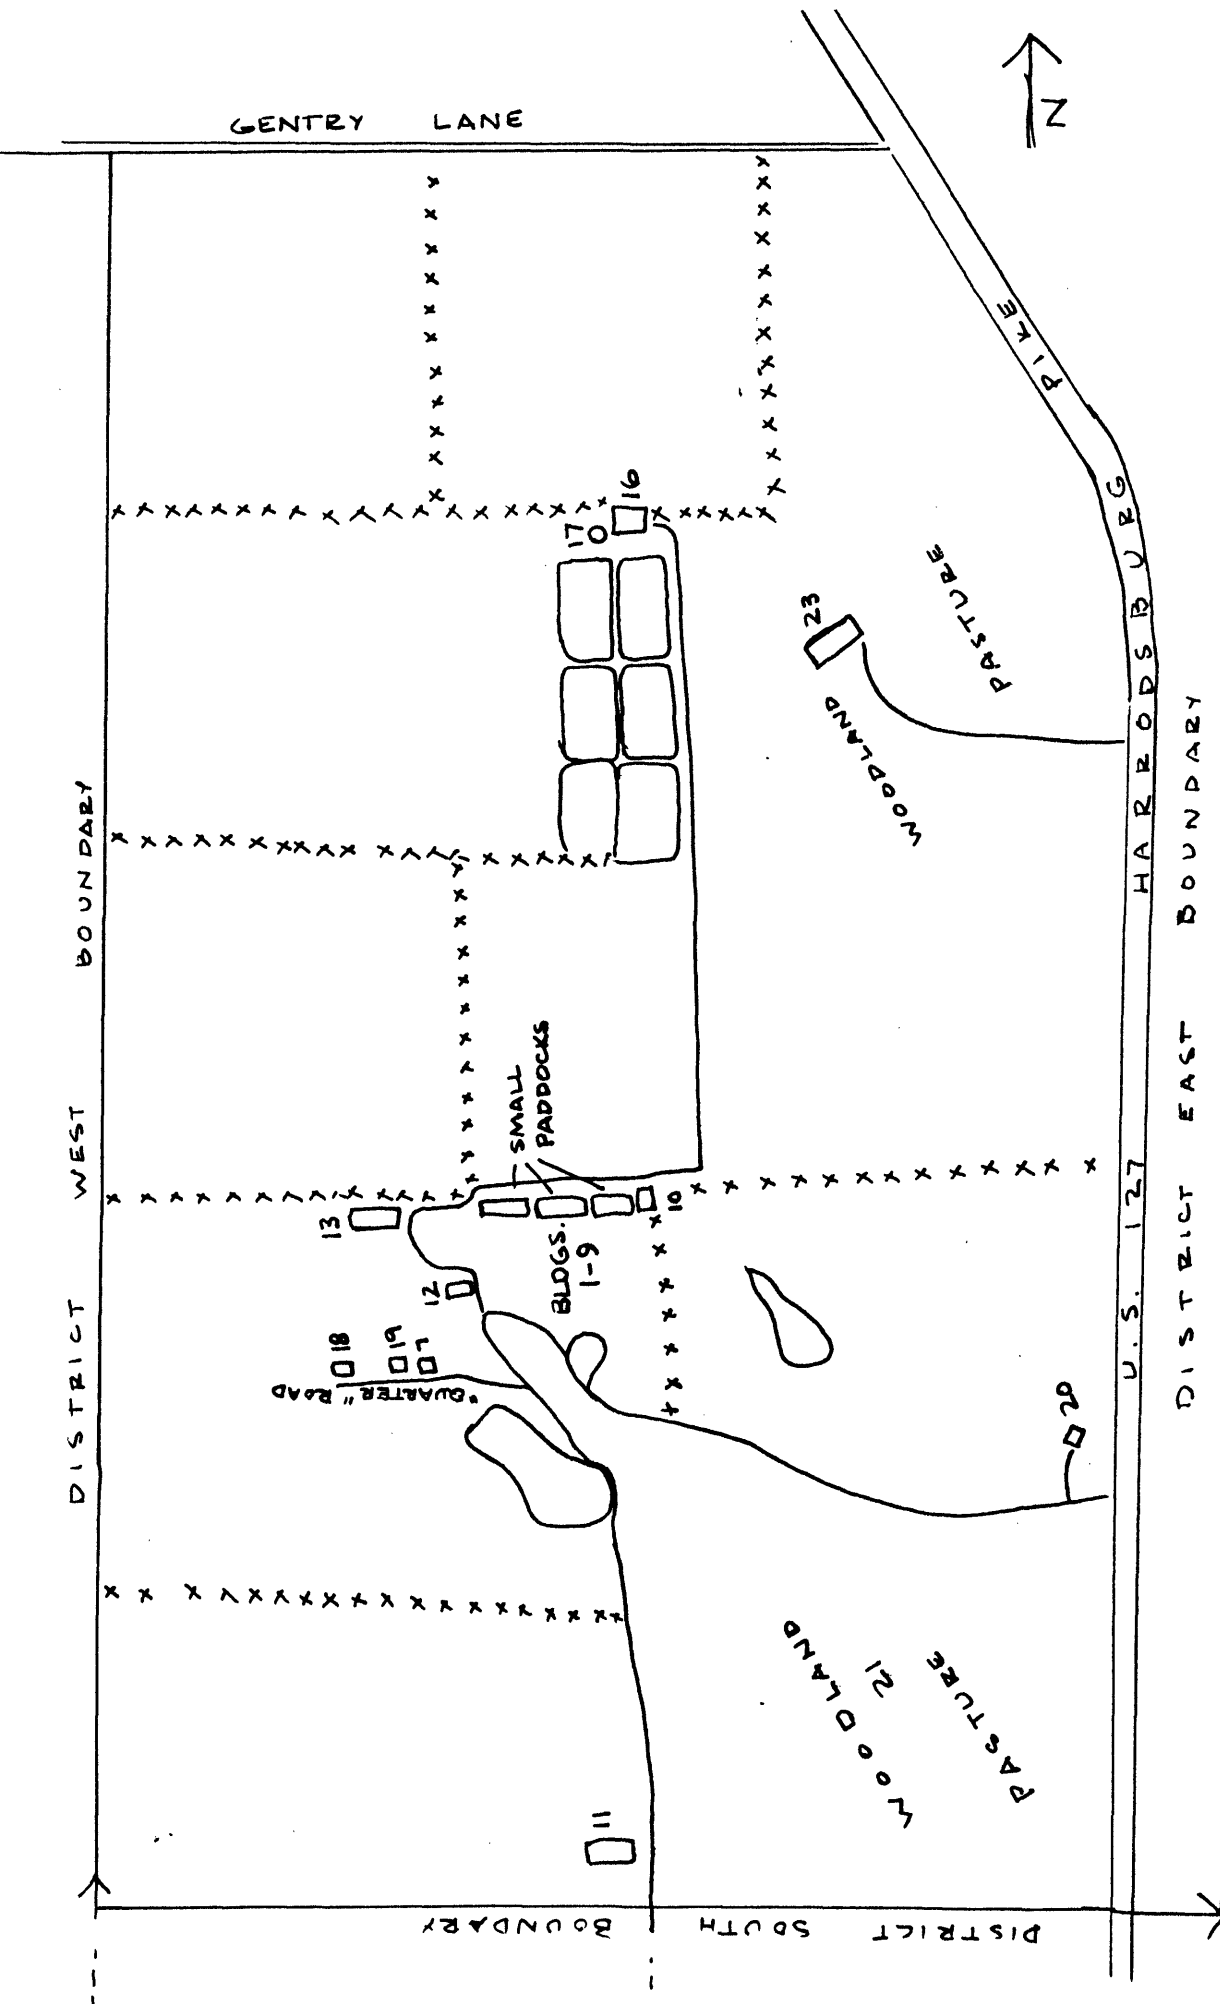 GENTRY LANE
N
PIKE
HARRODSBURG
U.S. 127
16
17
23
PASTURE
WOODLAND
DISTRICT WEST BOUNDARY
DISTRICT EAST BOUNDARY
SMALL
PADDOCKS
10
13
BLDGS.
1-9
12
18
19
7
"QUARTER" ROAD
20
WOODLAND
21
PASTURE
11
DISTRICT SOUTH BOUNDARY